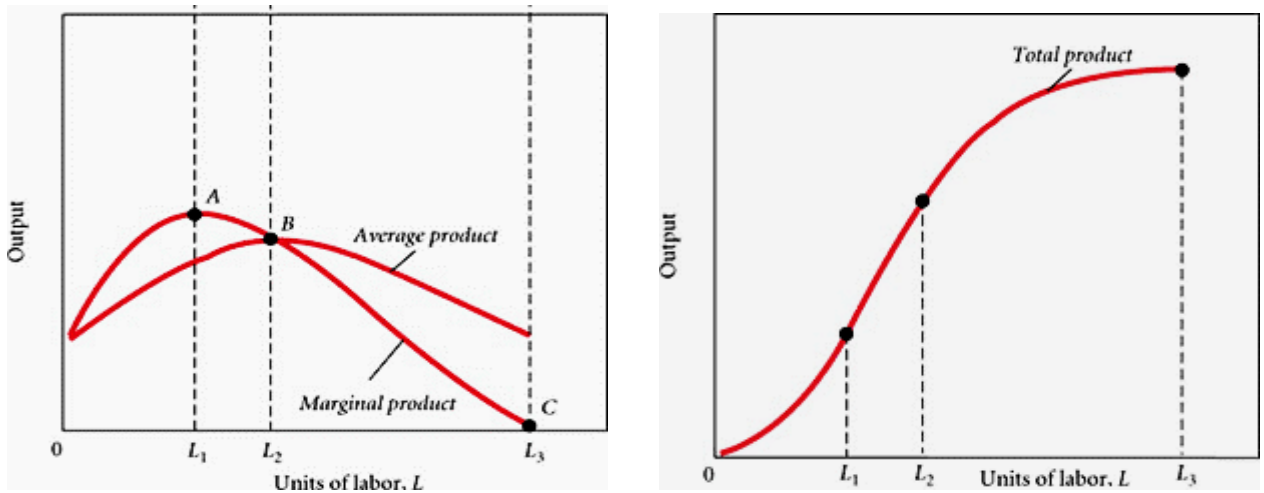 Output
A
B
Average product
Marginal product
C
0
L1
L2
L3
Units of labor, L
Output
Total product
0
L1
L2
Units of labor, L
L3